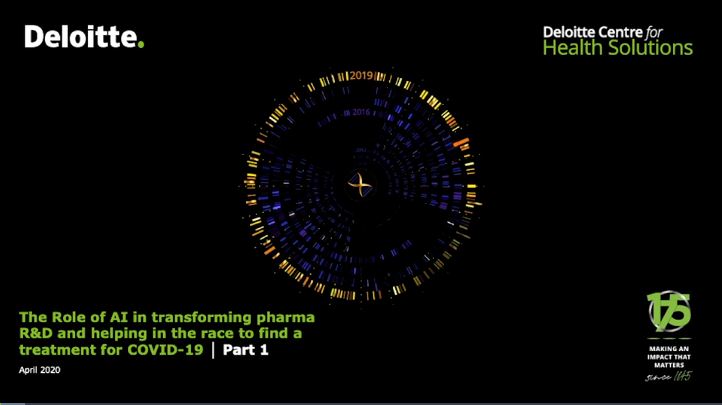 Deloitte.
Deloitte Centre for
Health Solutions
2019
2016
The Role of AI in transforming pharma
R&D and helping in the race to find a
treatment for COVID-19 | Part 1
April 2020
175
MAKING AN
IMPACT THAT
MATTERS
since 1845